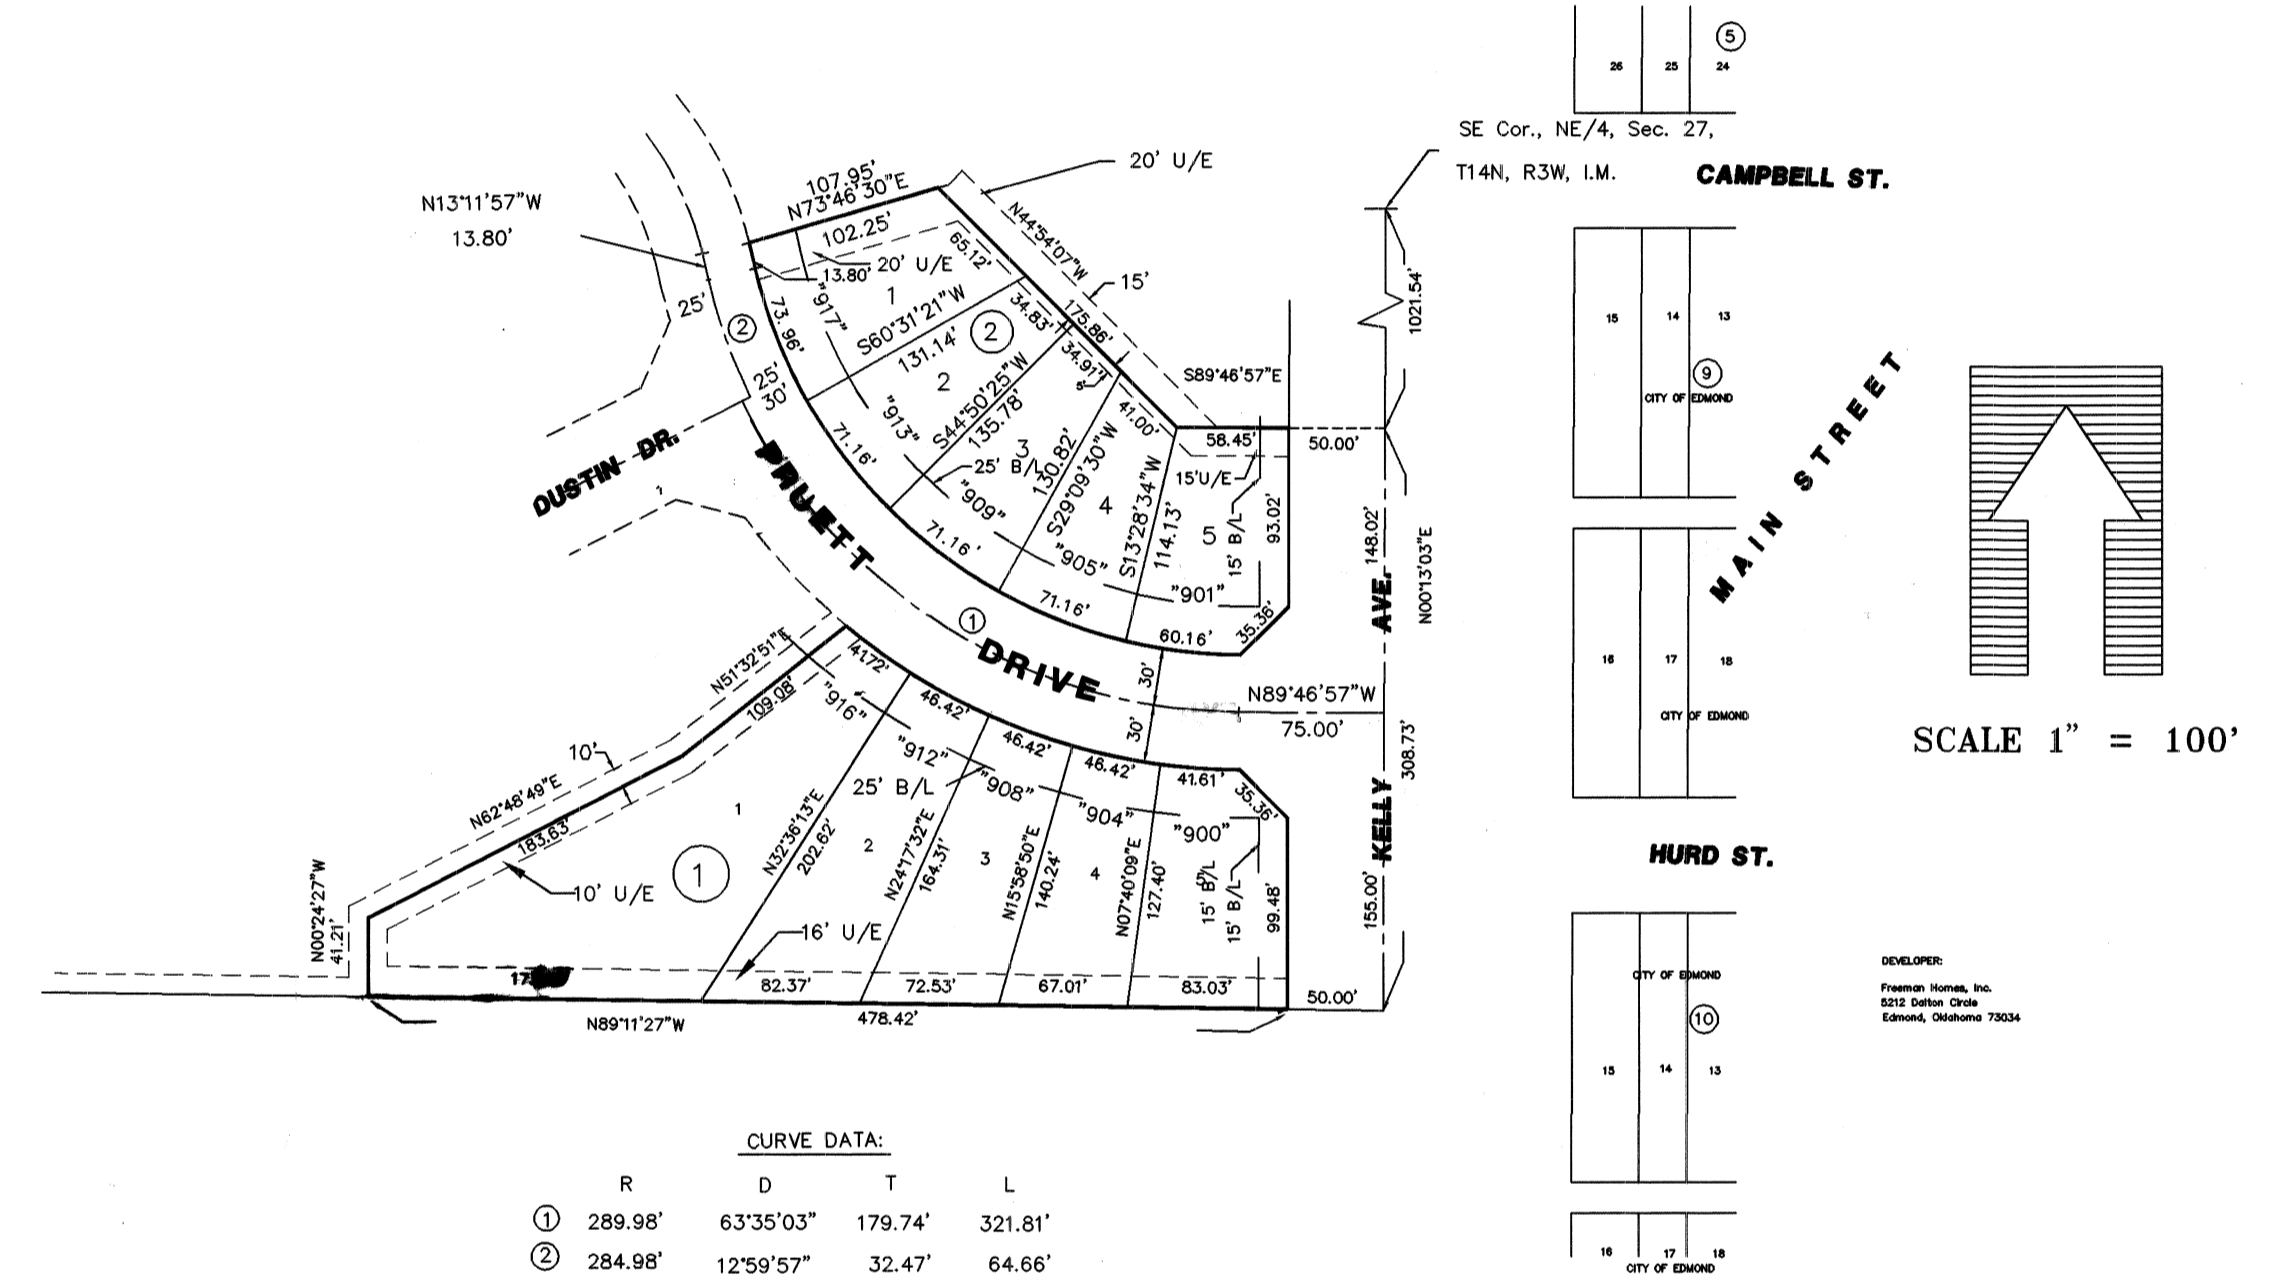 5
26 25 24
SE Cor., NE/4, Sec. 27,
T14N, R3W, I.M.
CAMPBELL ST.
20' U/E
107.95'
N73°46'30"E
102.25'
N13°11'57"W
13.80'
N44°54'07"W
175.86'
15'
65.12'
20' U/E
13.80'
1
"917"
73.96'
25'
2
S60°31'21"W
131.14'
2
34.83'
2
34.91'
S44°50'25"W
135.78'
"913"
25'
30'
71.16'
1021.54'
15 14 13
9
CITY OF EDMOND
MAIN STREET
S89°46'57"E
58.45'
50.00'
41.00'
3
25' B/L
130.82'
S29°09'30"W
"909"
71.16'
4
S13°28'34"W
114.13'
"905"
15'U/E
5
15' B/L
93.02'
"901"
71.16'
60.16'
35.36'
148.02'
N00°13'03"E
DUSTIN DR.
PRUETT
DRIVE
1
KELLY AVE.
16 17 18
CITY OF EDMOND
SCALE 1" = 100'
30'
30'
N89°46'57"W
75.00'
308.73'
N51°32'51"E
109.08'
41.72'
"916"
46.42'
"912"
46.42'
25' B/L
"908"
46.42'
"904"
41.61'
35.36'
"900"
10'
N62°48'49"E
183.63'
1
1
N32°36'13"E
202.62'
2
N24°17'32"E
164.31'
3
N15°58'50"E
140.24'
4
N07°40'09"E
127.40'
15' B/L
15' B/L
99.48'
155.00'
HURD ST.
N00°24'27"W
41.21'
10' U/E
16' U/E
82.37'
72.53'
67.01'
83.03'
50.00'
N89°11'27"W
478.42'
CITY OF EDMOND
10
15 14 13
DEVELOPER:
Freeman Homes, Inc.
5212 Dalton Circle
Edmond, Oklahoma 73034
CURVE DATA:
R D T L
1 289.98' 63°35'03" 179.74' 321.81'
2 284.98' 12°59'57" 32.47' 64.66'
16 17 18
CITY OF EDMOND